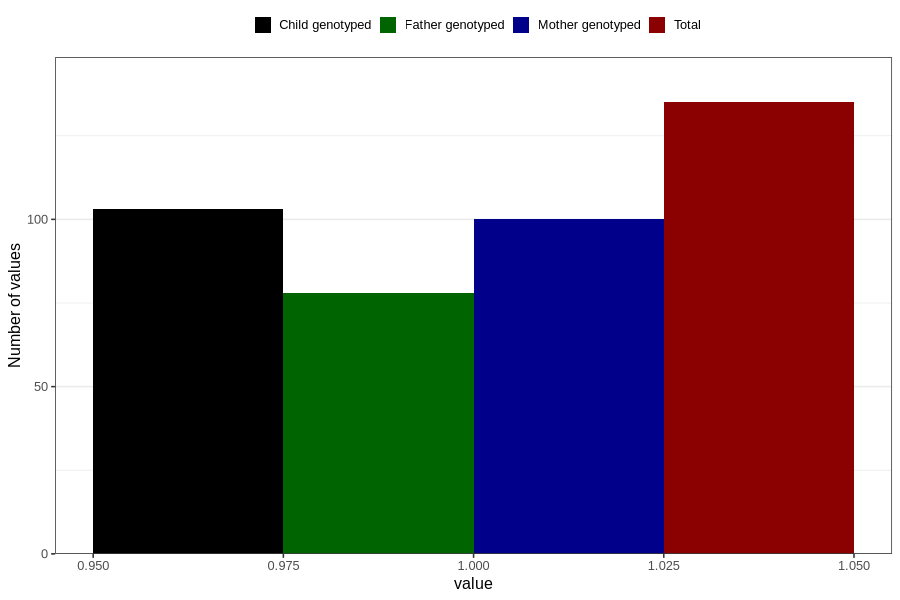 Child genotyped Father genotyped Mother genotyped Total
Number of values
100
50
0
0.950 0.975 1.000 1.025 1.050
value